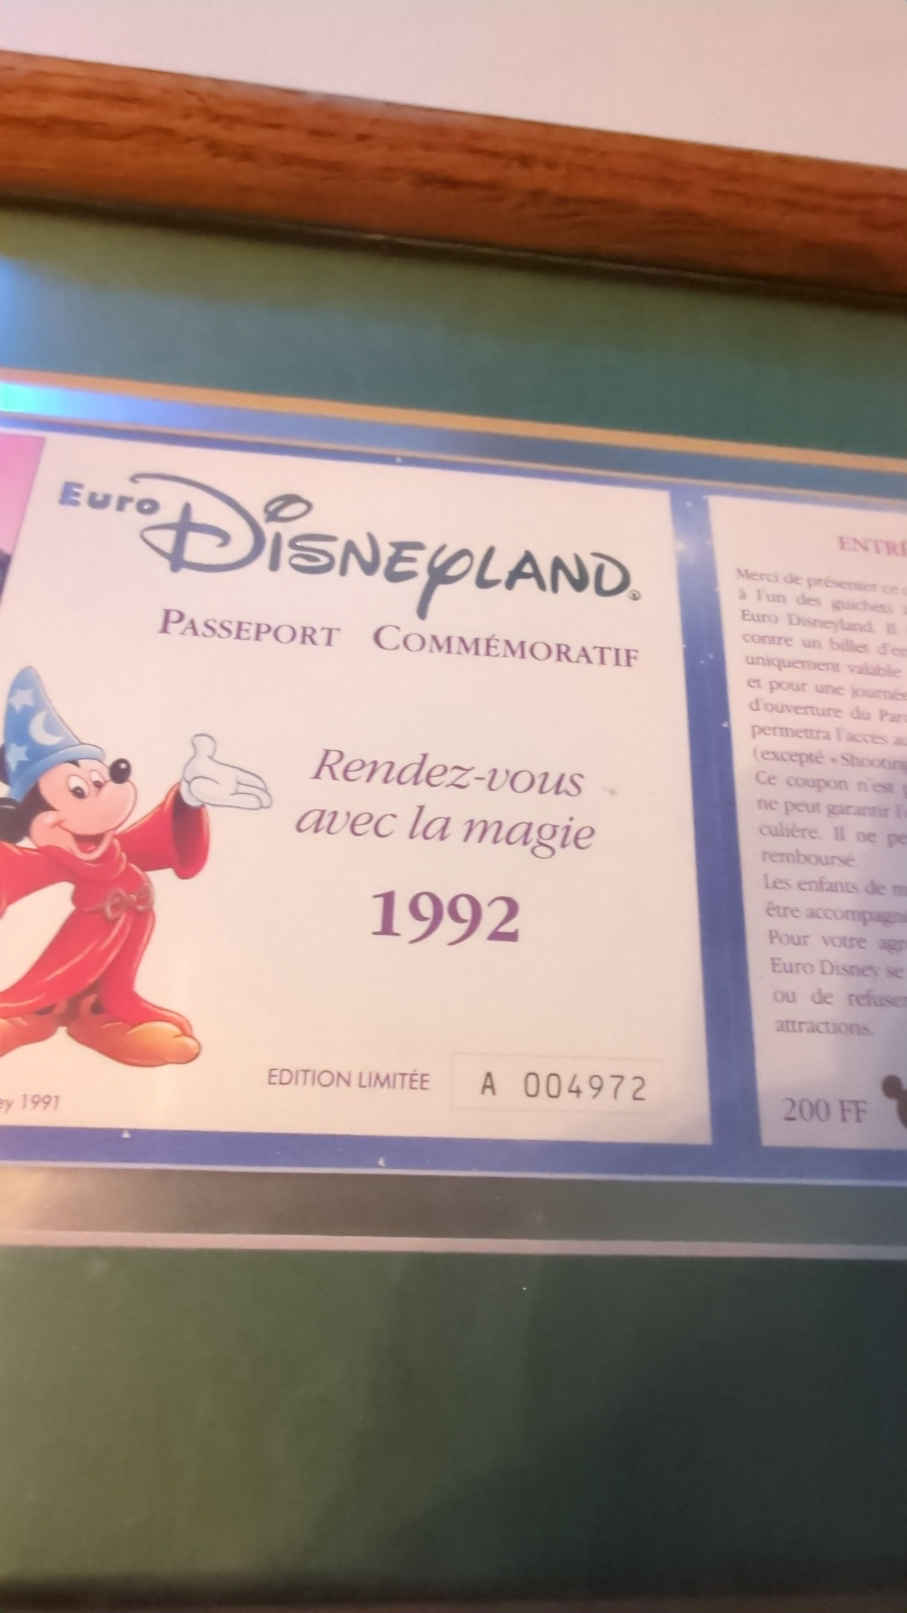 Euro DISNEYLAND®
PASSEPORT COMMÉMORATIF
Rendez-vous
avec la magie
1992
EDITION LIMITÉE A 004972
ey 1991
ENTRÉ
Merci de présenter ce
à l'un des guichets
Euro Disneyland. Il
contre un billet d'en
uniquement valable
et pour une journée
d'ouverture du Par
permettra l'accès au
(excepté « Shooting
Ce coupon n'est
ne peut garantir l'
culière. Il ne pe
remboursé
Les enfants de m
être accompagné
Pour votre agr
Euro Disney se
ou de refuser
attractions.
200 FF